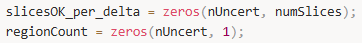 slicesOK_per_delta = zeros(nUncert, numSlices);
regionCount = zeros(nUncert, 1);